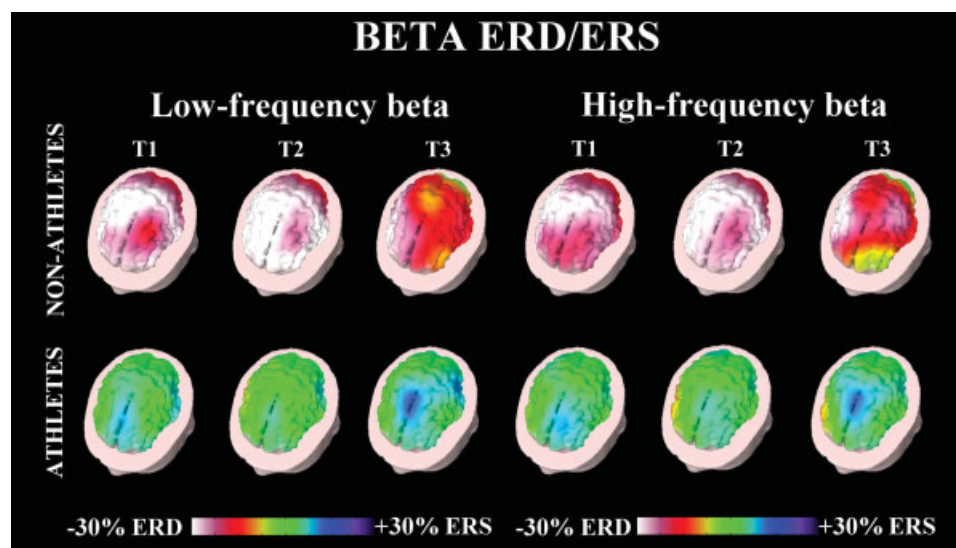 BETA ERD/ERS
Low-frequency beta High-frequency beta
T1 T2 T3 T1 T2 T3
NON-ATHLETES
ATHLETES
-30% ERD +30% ERS -30% ERD +30% ERS